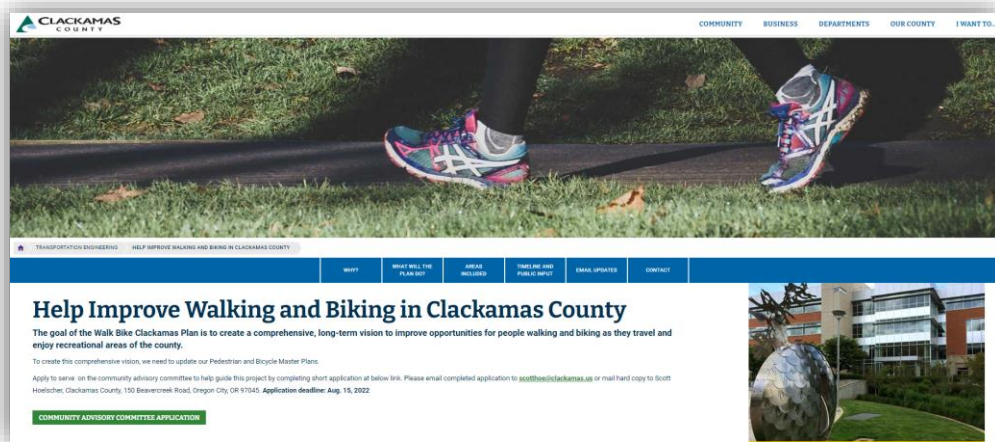 CLACKAMAS
COUNTY
COMMUNITY BUSINESS DEPARTMENTS OUR COUNTY I WANT TO...
TRANSPORTATION ENGINEERING HELP IMPROVE WALKING AND BIKING IN CLACKAMAS COUNTY
WHY?
WHAT WILL THE
PLAN DO?
AREAS
INCLUDED
TIMELINE AND
PUBLIC INPUT
EMAIL UPDATES
CONTACT
Help Improve Walking and Biking in Clackamas County
The goal of the Walk Bike Clackamas Plan is to create a comprehensive, long-term vision to improve opportunities for people walking and biking as they travel and
enjoy recreational areas of the county.
To create this comprehensive vision, we need to update our Pedestrian and Bicycle Master Plans.
Apply to serve on the community advisory committee to help guide this project by completing short application at below link. Please email completed application to scotthoe@clackamas.us or mail hard copy to Scott
Hoelscher, Clackamas County, 150 Beavercreek Road, Oregon City, OR 97045. Application deadline: Aug. 15, 2022
COMMUNITY ADVISORY COMMITTEE APPLICATION